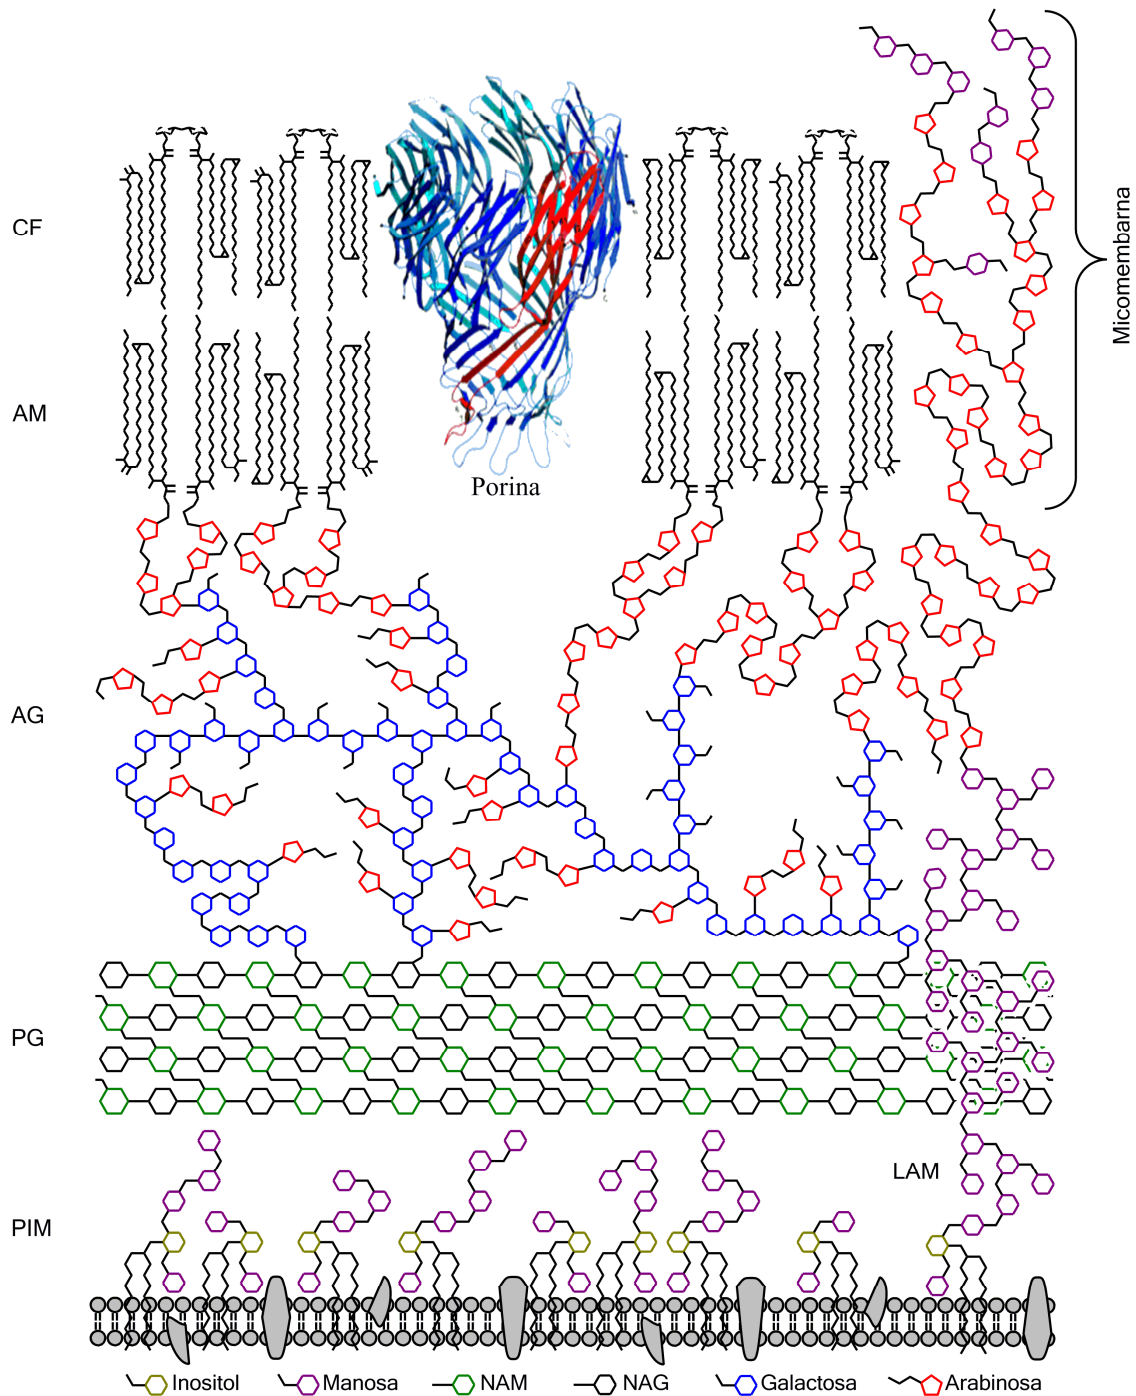 CF
Micomembarna
AM
Porina
AG
PG
LAM
PIM
Inositol
Manosa
NAM
NAG
Galactosa
Arabinosa